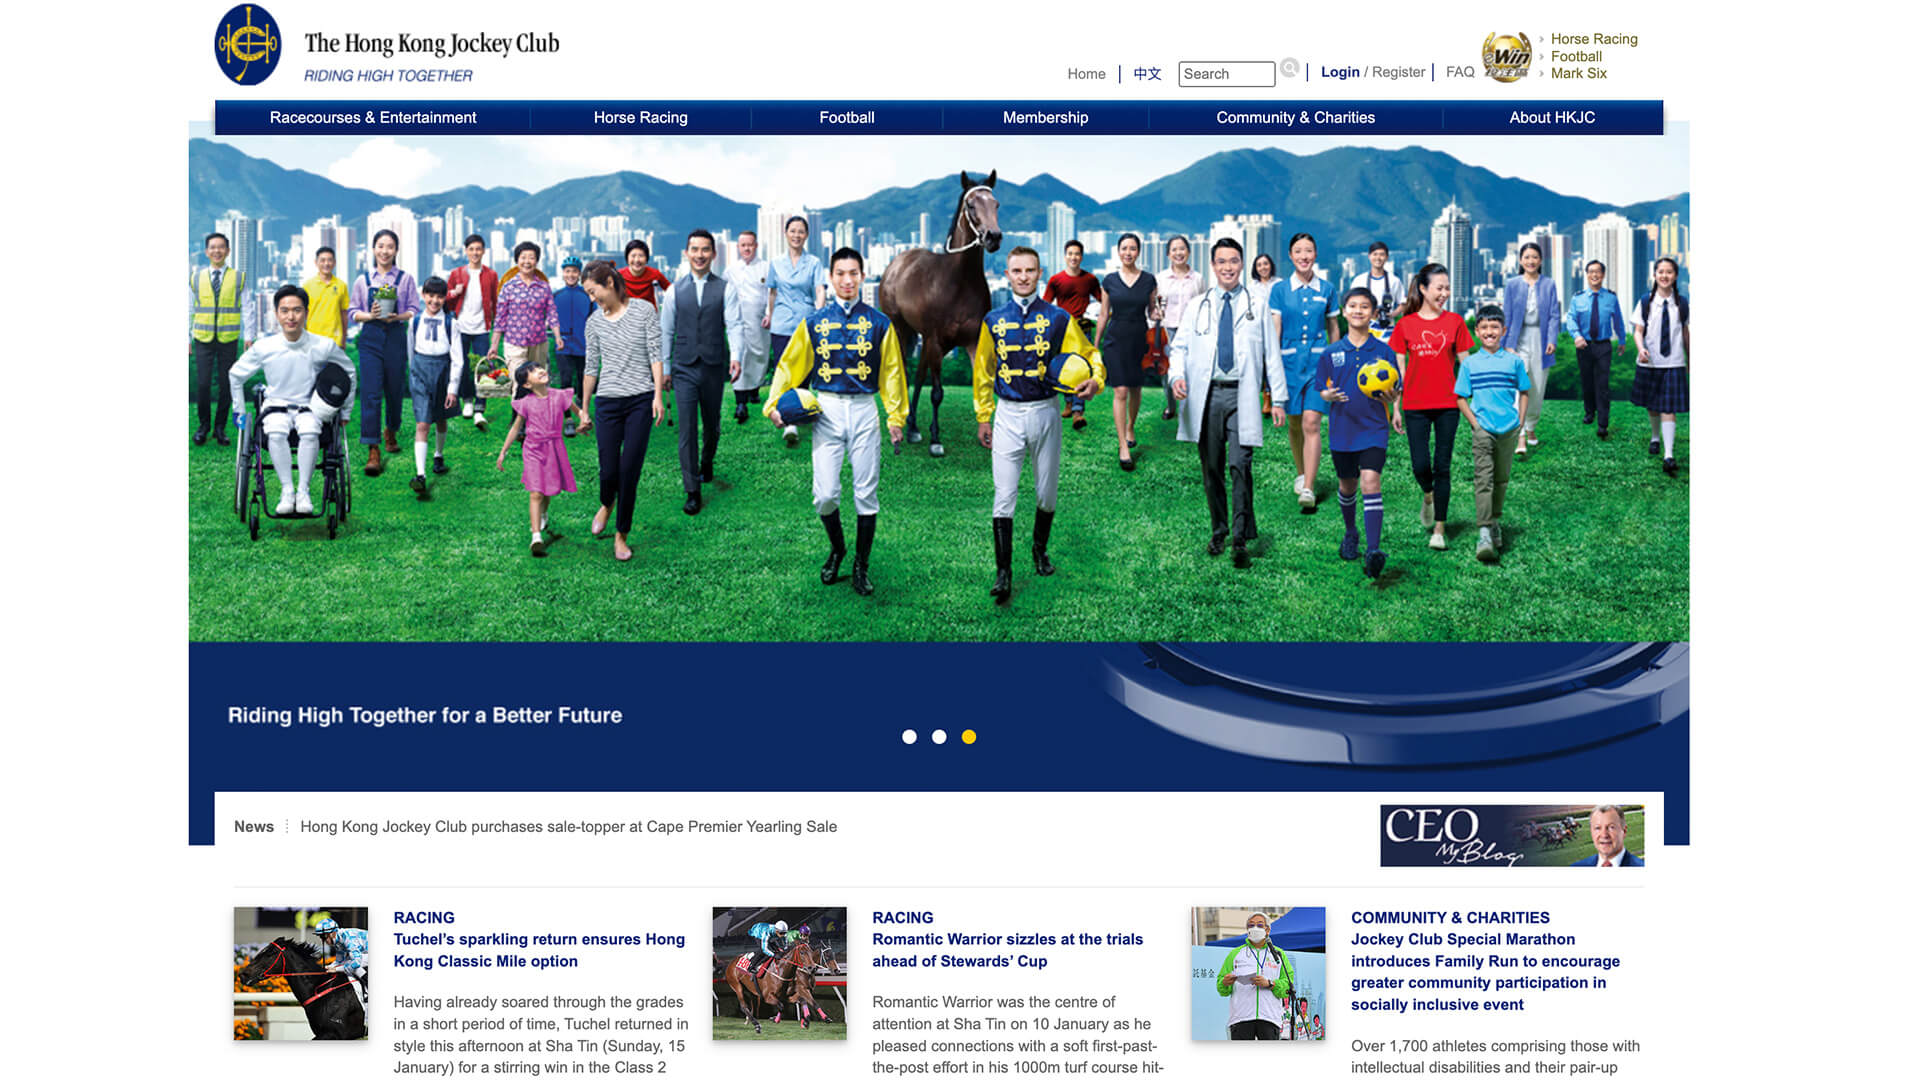 The Hong Kong Jockey Club
RIDING HIGH TOGETHER
Home
中文
Search
Login / Register
FAQ
eWin
Horse Racing
Football
Mark Six
Racecourses & Entertainment
Horse Racing
Football
Membership
Community & Charities
About HKJC
Riding High Together for a Better Future
News
Hong Kong Jockey Club purchases sale-topper at Cape Premier Yearling Sale
CEO
My Blog
RACING
Tuchel’s sparkling return ensures Hong
Kong Classic Mile option
Having already soared through the grades
in a short period of time, Tuchel returned in
style this afternoon at Sha Tin (Sunday, 15
January) for a stirring win in the Class 2
RACING
Romantic Warrior sizzles at the trials
ahead of Stewards’ Cup
Romantic Warrior was the centre of
attention at Sha Tin on 10 January as he
pleased connections with a soft first-past-
the-post effort in his 1000m turf course hit-
COMMUNITY & CHARITIES
Jockey Club Special Marathon
introduces Family Run to encourage
greater community participation in
socially inclusive event
Over 1,700 athletes comprising those with
intellectual disabilities and their pair-up